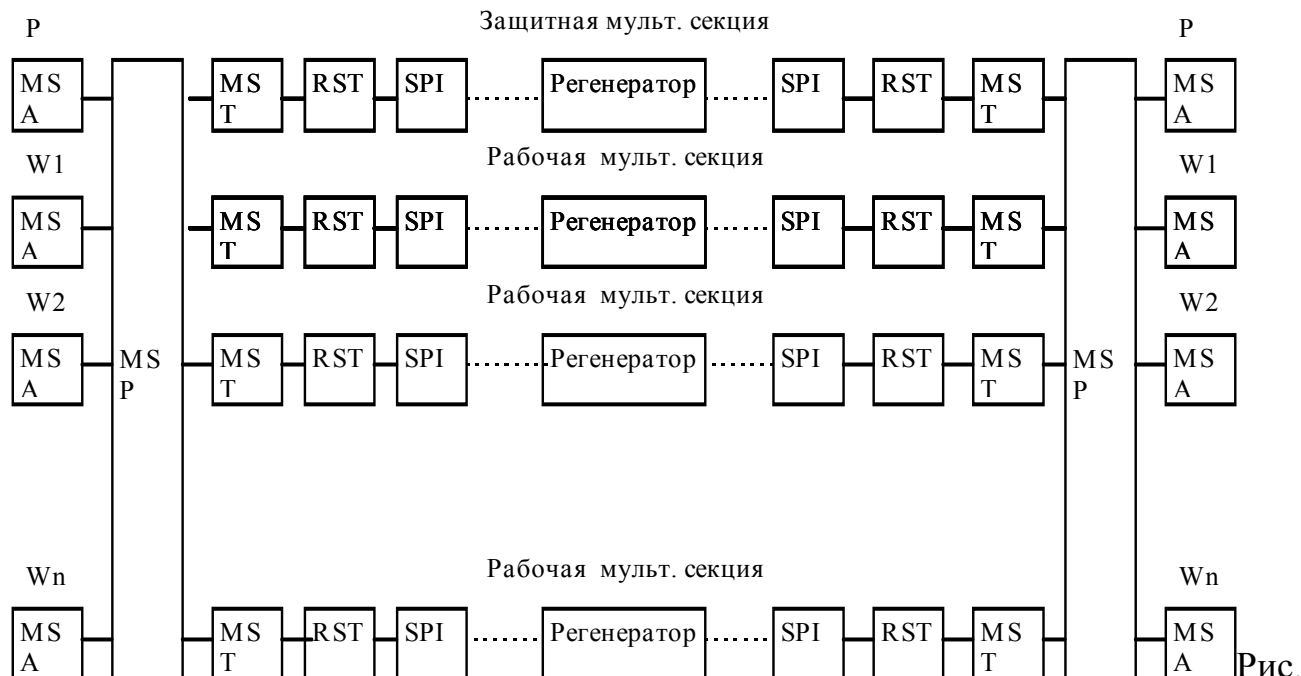 P Защитная мульт. секция P
MS MS RST SPI Регенератор SPI RST MS MS
A T T A
W1 Рабочая мульт. секция W1
MS MS RST SPI Регенератор SPI RST MS MS
A T T A
W2 Рабочая мульт. секция W2
MS MS MS RST SPI Регенератор SPI RST MS MS MS
A P T T P A
Wn Рабочая мульт. секция Wn
MS MS RST SPI Регенератор SPI RST MS MS
A T T A Рис.